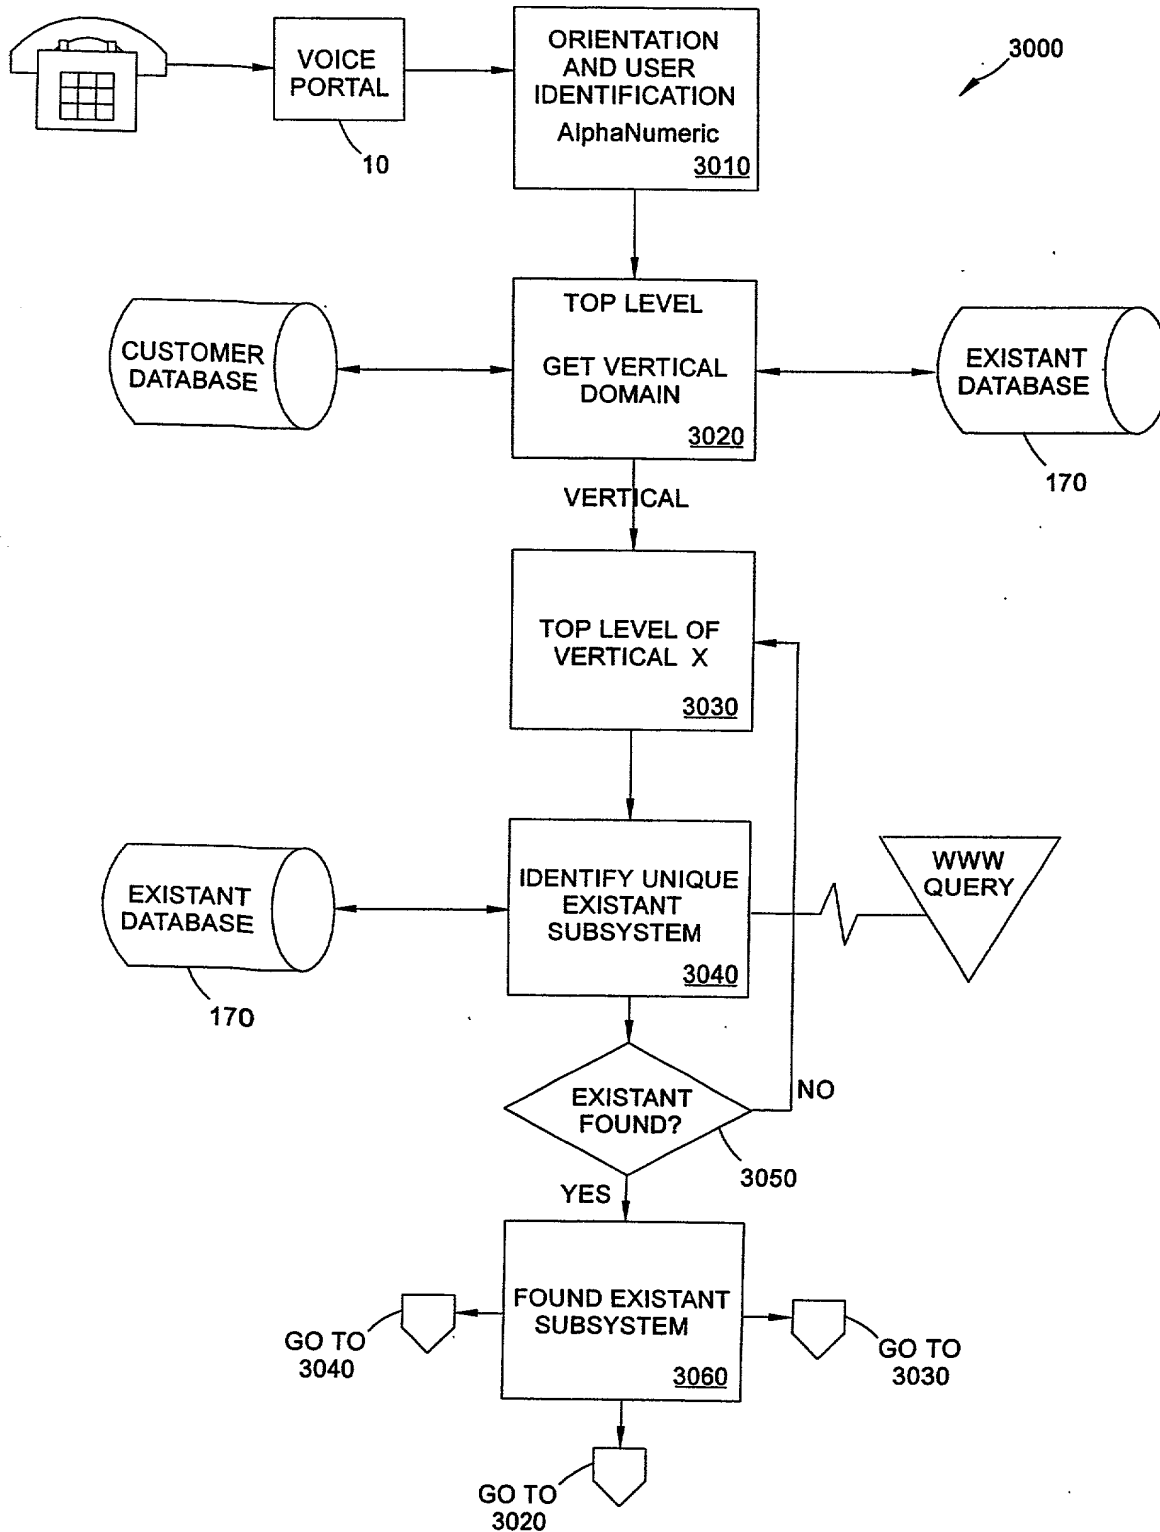 VOICE
PORTAL
10
ORIENTATION
AND USER
IDENTIFICATION
AlphaNumeric
3010
3000
CUSTOMER
DATABASE
TOP LEVEL
GET VERTICAL
DOMAIN
3020
EXISTANT
DATABASE
170
VERTICAL
TOP LEVEL OF
VERTICAL X
3030
EXISTANT
DATABASE
170
IDENTIFY UNIQUE
EXISTANT
SUBSYSTEM
3040
WWW
QUERY
EXISTANT
FOUND?
NO
3050
YES
FOUND EXISTANT
SUBSYSTEM
3060
GO TO
3040
GO TO
3030
GO TO
3020